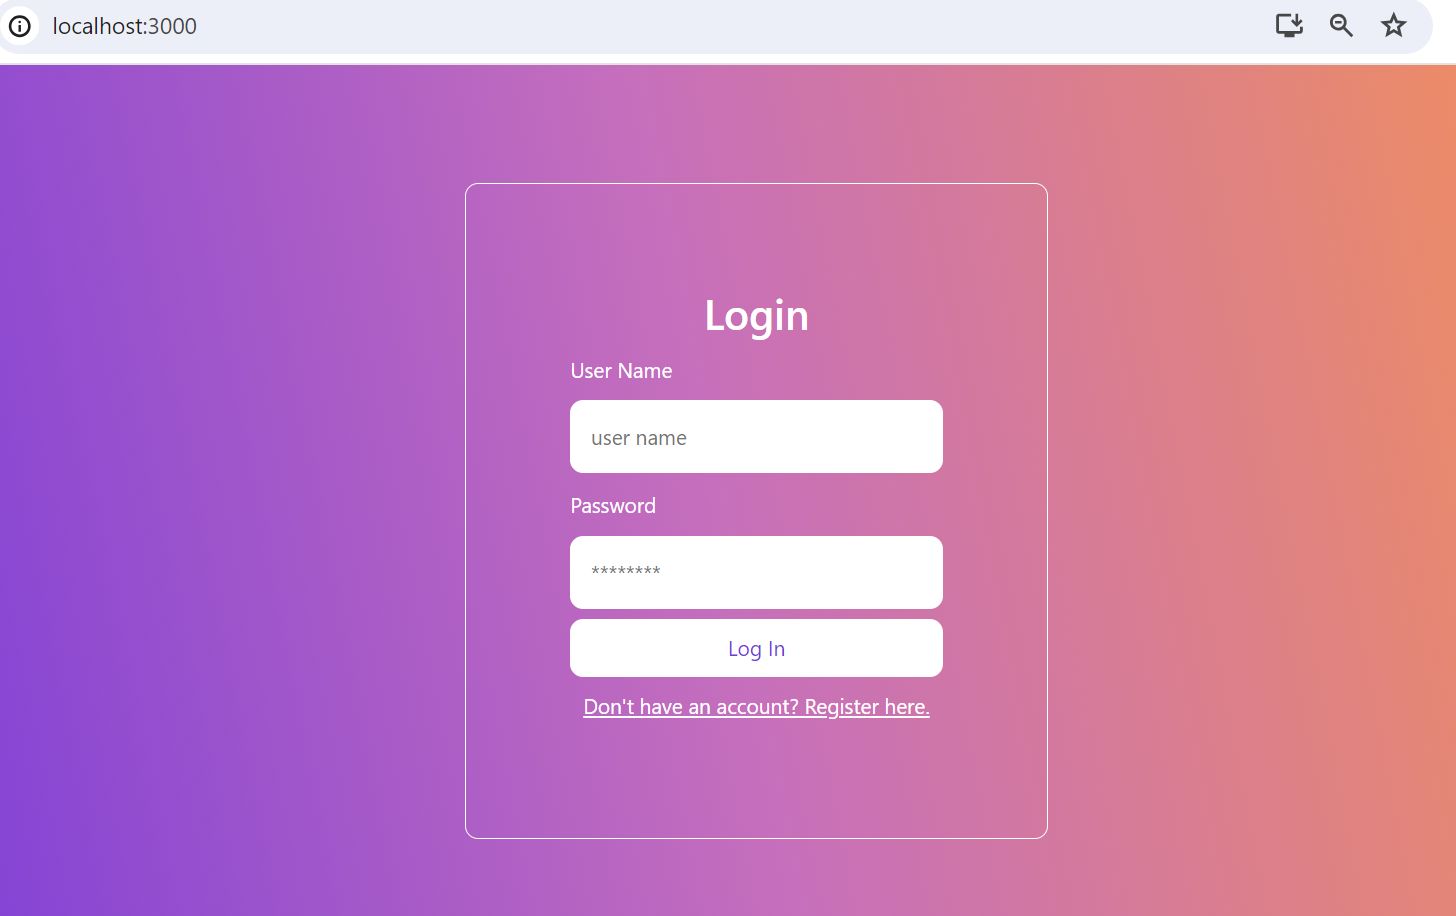 localhost:3000
Login
User Name
user name
Password
********
Log In
Don't have an account? Register here.